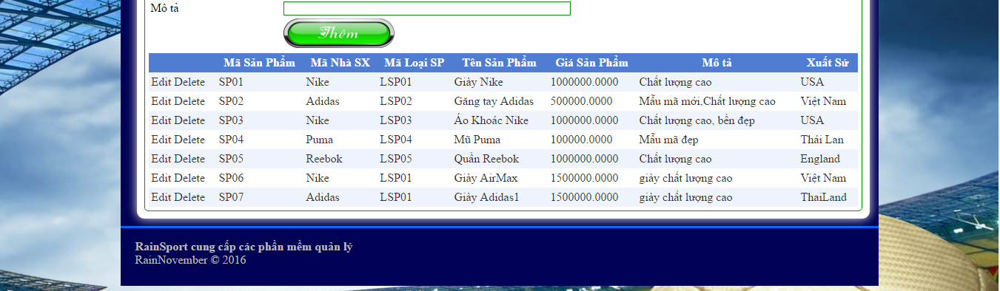 Mô tả
Thêm
Mã Sản Phẩm Mã Nhà SX Mã Loại SP Tên Sản Phẩm Giá Sản Phẩm Mô tả Xuất Sứ
Edit Delete SP01 Nike LSP01 Giày Nike 1000000.0000 Chất lượng cao USA
Edit Delete SP02 Adidas LSP02 Găng tay Adidas 500000.0000 Mẫu mã mới,Chất lượng cao Việt Nam
Edit Delete SP03 Nike LSP03 Áo Khoác Nike 1000000.0000 Chất lượng cao, bền đẹp USA
Edit Delete SP04 Puma LSP04 Mũ Puma 100000.0000 Mẫu mã đẹp Thái Lan
Edit Delete SP05 Reebok LSP05 Quần Reebok 1000000.0000 Chất lượng cao England
Edit Delete SP06 Nike LSP01 Giày AirMax 1500000.0000 giày chất lượng cao Việt Nam
Edit Delete SP07 Adidas LSP01 Giày Adidas1 1500000.0000 giày chất lượng cao ThaiLand
RainSport cung cấp các phần mềm quản lý
RainNovember © 2016